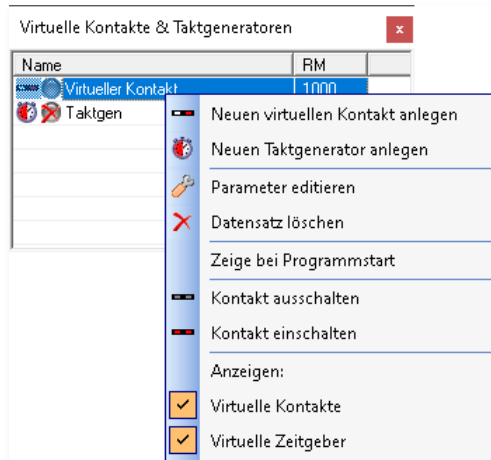 Virtuelle Kontakte & Taktgeneratoren
x
Name RM
Virtueller Kontakt 1000
Taktgen
Neuen virtuellen Kontakt anlegen
Neuen Taktgenerator anlegen
Parameter editieren
Datensatz löschen
Zeige bei Programmstart
Kontakt ausschalten
Kontakt einschalten
Anzeigen:
Virtuelle Kontakte
Virtuelle Zeitgeber